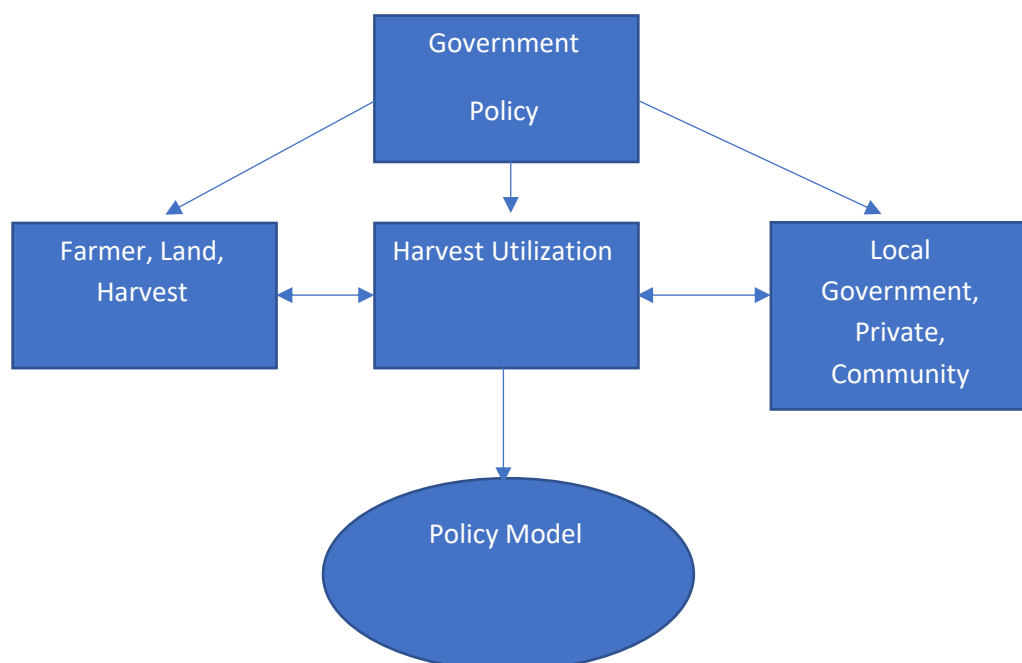 Government
Policy
Farmer, Land,
Harvest
Harvest Utilization
Local
Government,
Private,
Community
Policy Model